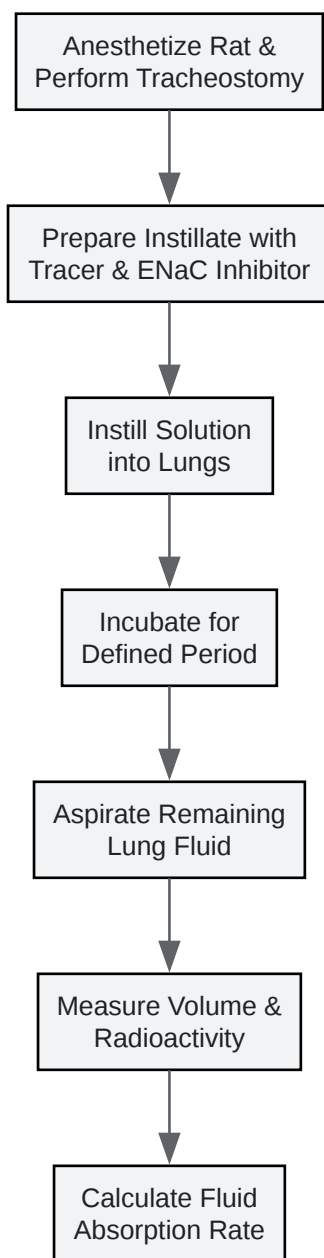 Anesthetize Rat &
Perform Tracheostomy
Prepare Instillate with
Tracer & ENaC Inhibitor
Instill Solution
into Lungs
Incubate for
Defined Period
Aspirate Remaining
Lung Fluid
Measure Volume &
Radioactivity
Calculate Fluid
Absorption Rate